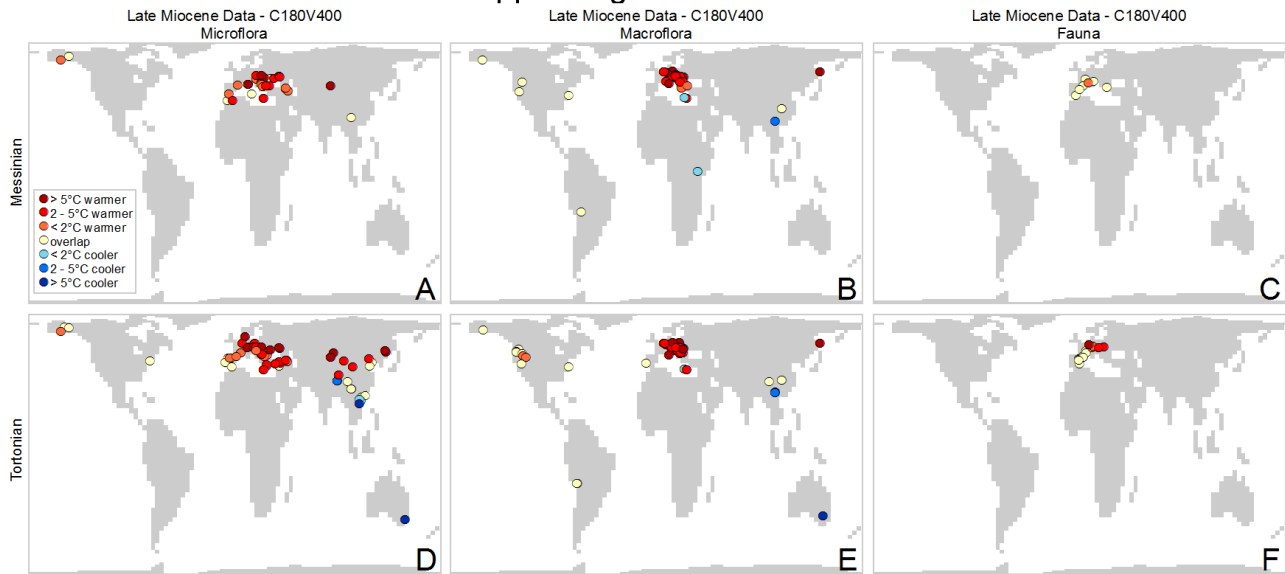 Late Miocene Data - C180V400
Microflora
Late Miocene Data - C180V400
Macroflora
Late Miocene Data - C180V400
Fauna
Messinian
> 5°C warmer
2 - 5°C warmer
< 2°C warmer
overlap
< 2°C cooler
2 - 5°C cooler
> 5°C cooler
A
B
C
Tortonian
D
E
F